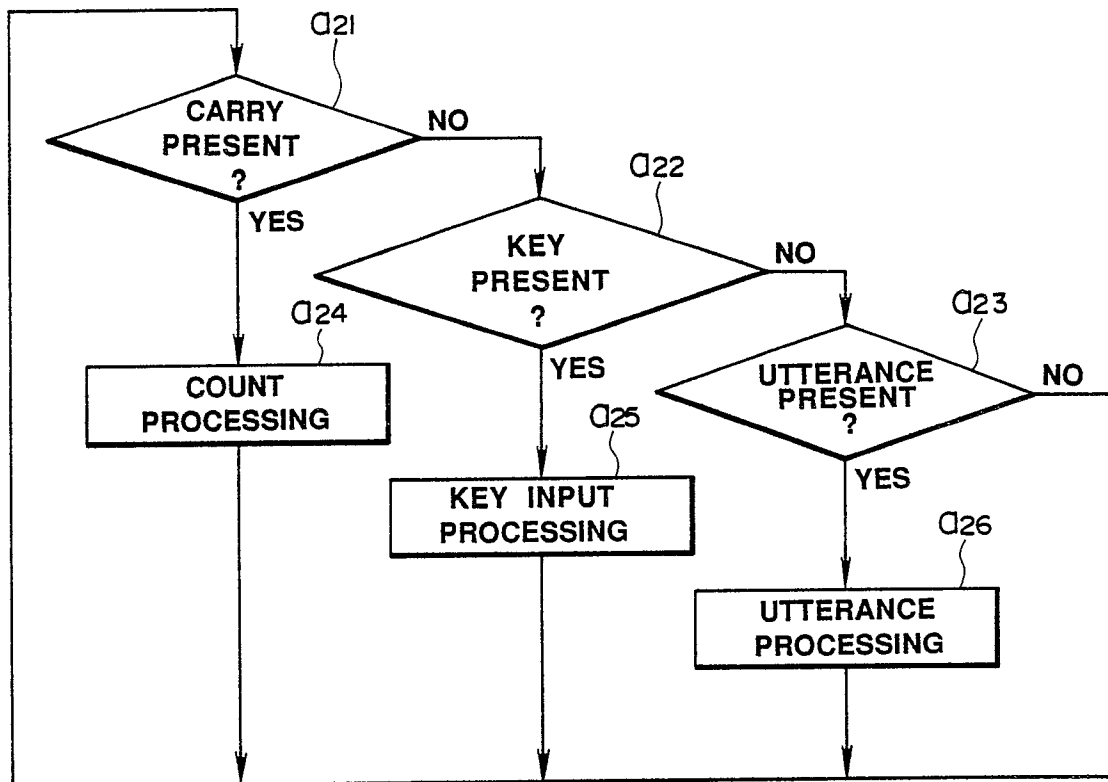 a21
CARRY
PRESENT
?
NO
YES
a22
KEY
PRESENT
?
NO
YES
a23
UTTERANCE
PRESENT
?
NO
YES
a24
COUNT
PROCESSING
a25
KEY INPUT
PROCESSING
a26
UTTERANCE
PROCESSING